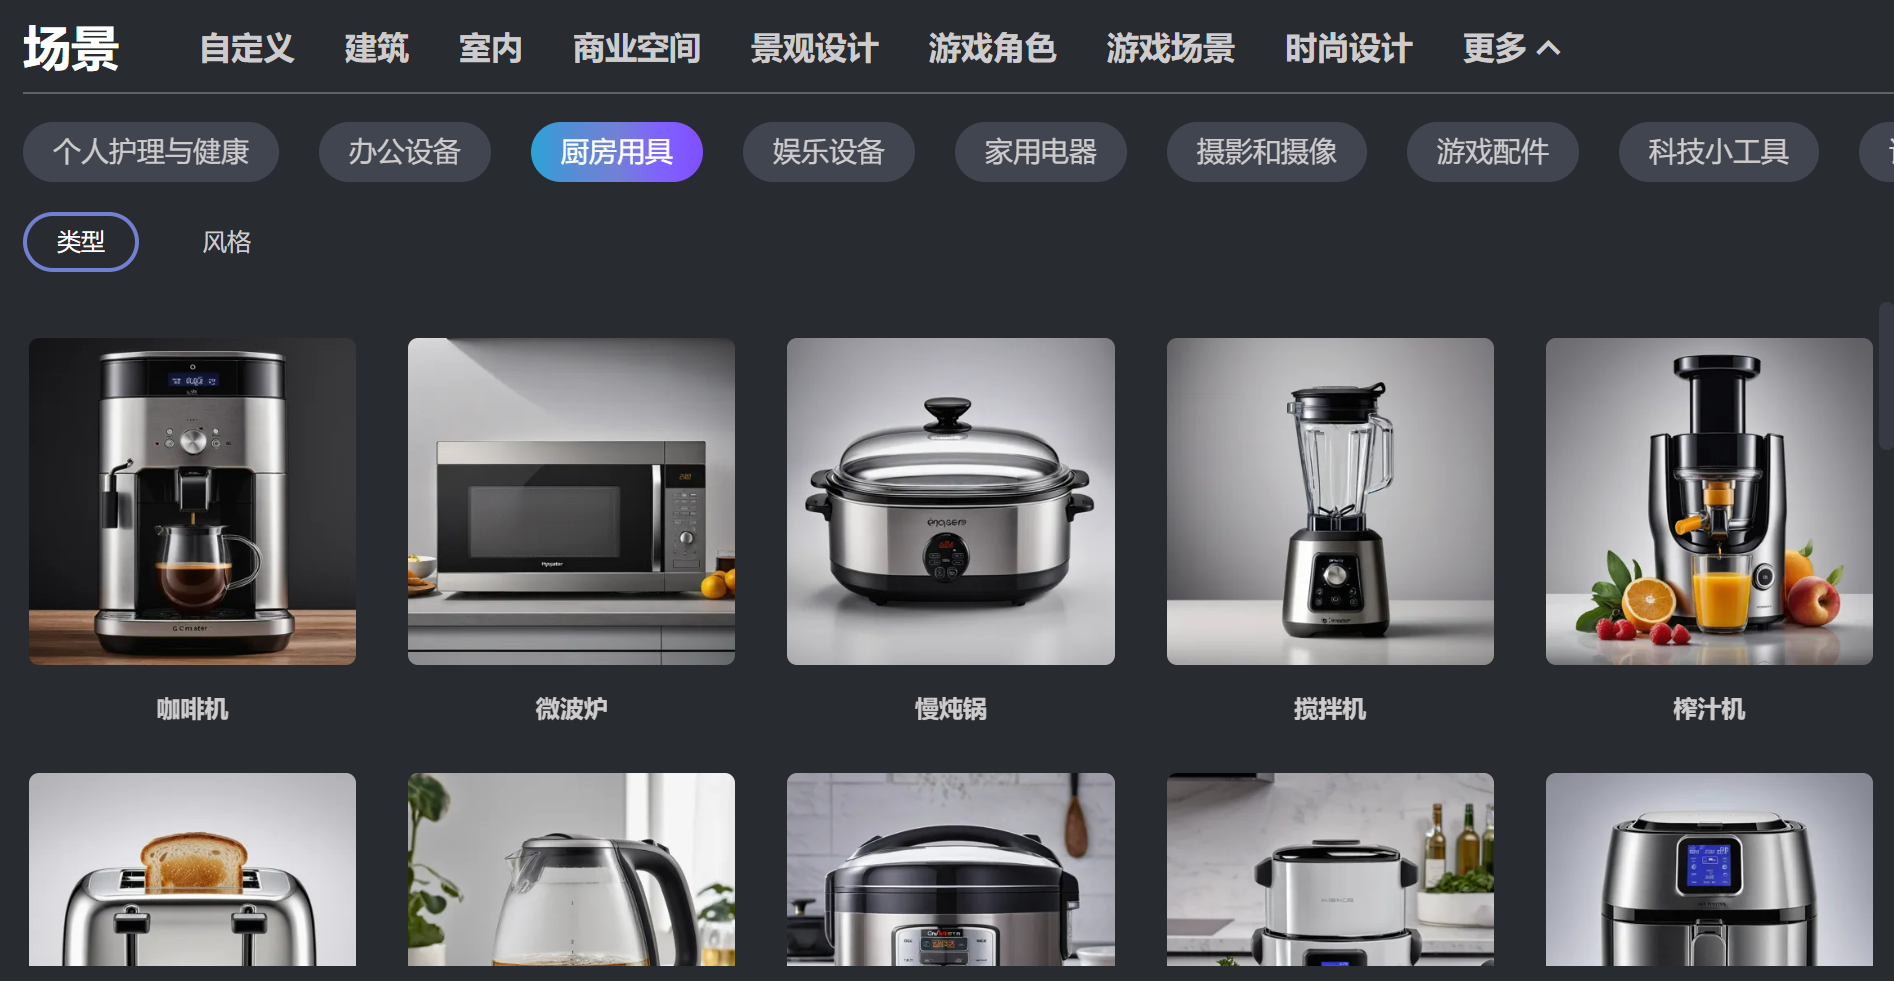 场景 自定义 建筑 室内 商业空间 景观设计 游戏角色 游戏场景 时尚设计 更多
个人护理与健康 办公设备 厨房用具 娱乐设备 家用电器 摄影和摄像 游戏配件 科技小工具
类型 风格
咖啡机 微波炉 慢炖锅 搅拌机 榨汁机